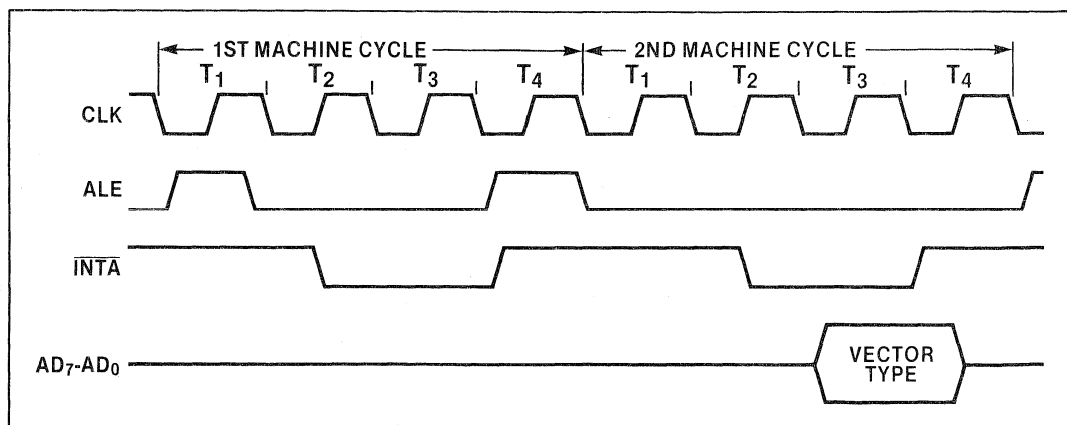 1ST MACHINE CYCLE 2ND MACHINE CYCLE
T1 T2 T3 T4 T1 T2 T3 T4
CLK
ALE
INTA
AD7-AD0
VECTOR
TYPE